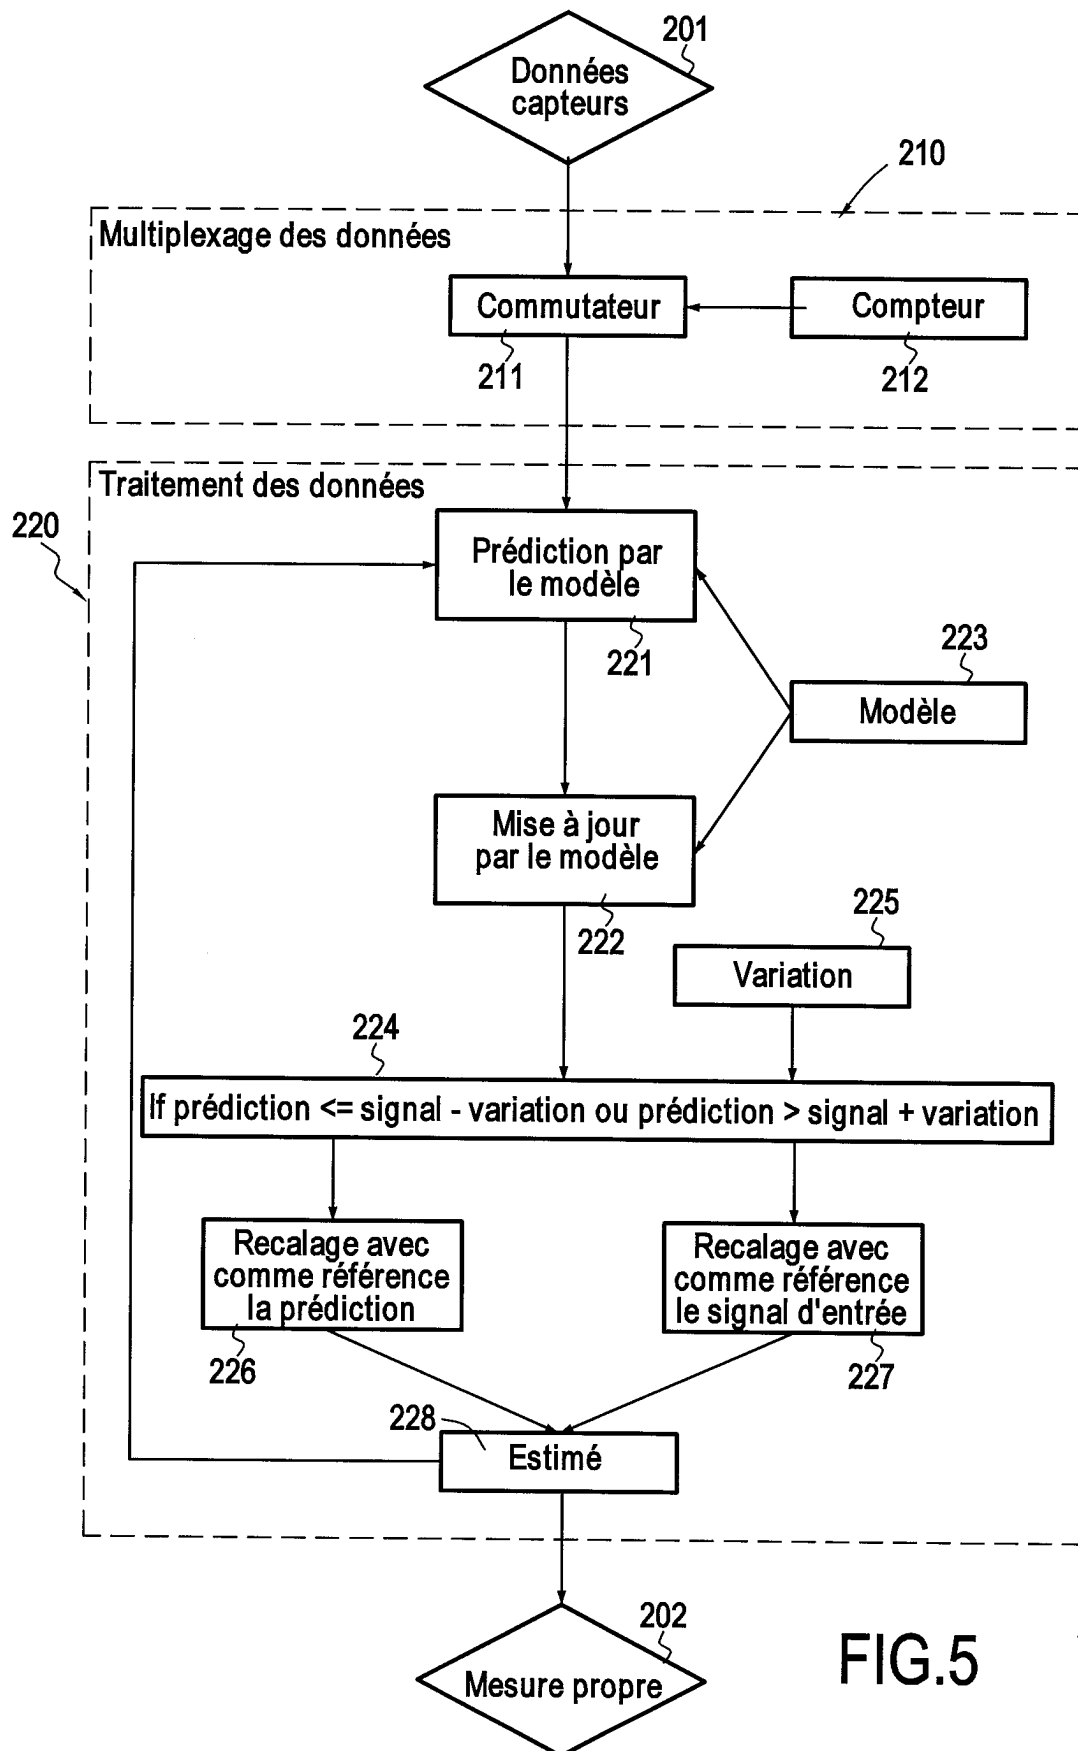 201
Données
capteurs
210
Multiplexage des données
Commutateur
Compteur
211
212
Traitement des données
220
Prédiction par
le modèle
221
223
Modèle
Mise à jour
par le modèle
222
225
Variation
224
If prédiction <= signal - variation ou prédiction > signal + variation
Recalage avec
comme référence
la prédiction
Recalage avec
comme référence
le signal d'entrée
226
227
228
Estimé
202
Mesure propre
FIG.5